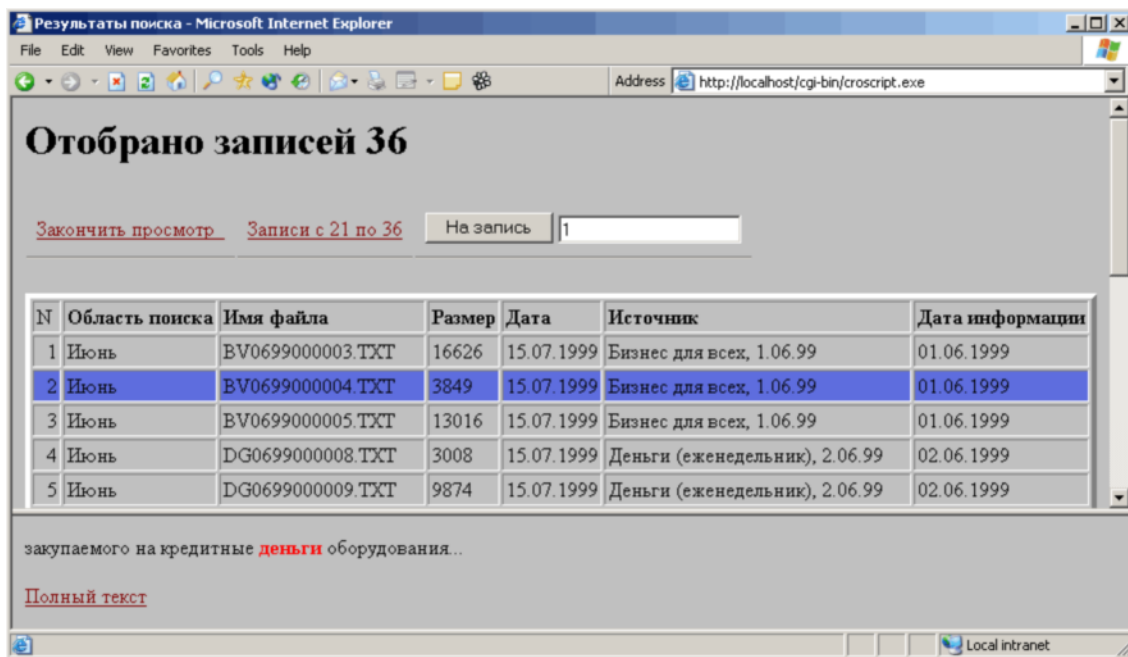 Результаты поиска - Microsoft Internet Explorer
File Edit View Favorites Tools Help
Address http://localhost/cgi-bin/croscript.exe
Отобрано записей 36
Закончить просмотр Записи с 21 по 36 На запись 1
N Область поиска Имя файла Размер Дата Источник Дата информации
1 Июнь BV0699000003.TXT 16626 15.07.1999 Бизнес для всех, 1.06.99 01.06.1999
2 Июнь BV0699000004.TXT 3849 15.07.1999 Бизнес для всех, 1.06.99 01.06.1999
3 Июнь BV0699000005.TXT 13016 15.07.1999 Бизнес для всех, 1.06.99 01.06.1999
4 Июнь DG0699000008.TXT 3008 15.07.1999 Деньги (еженедельник), 2.06.99 02.06.1999
5 Июнь DG0699000009.TXT 9874 15.07.1999 Деньги (еженедельник), 2.06.99 02.06.1999
закупаемого на кредитные деньги оборудования...
Полный текст
Local intranet